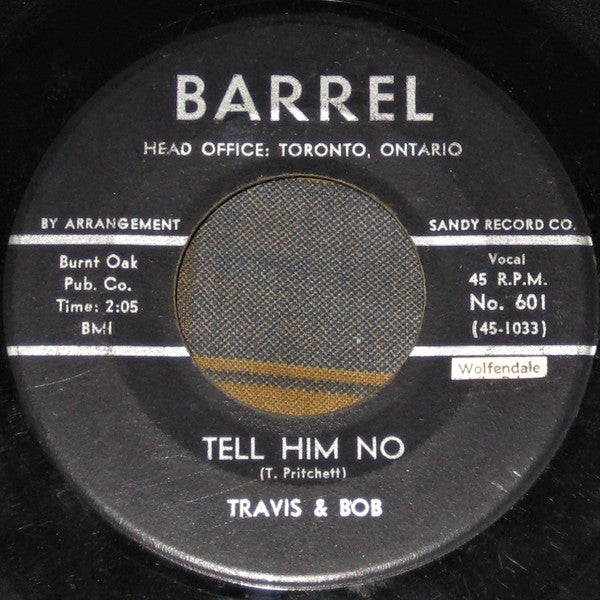 BARREL
HEAD OFFICE: TORONTO, ONTARIO
BY ARRANGEMENT
SANDY RECORD CO.
Burnt Oak
Pub. Co.
Time: 2:05
BMI
Vocal
45 R.P.M.
No. 601
(45-1033)
Wolfendale
TELL HIM NO
(T. Pritchett)
TRAVIS & BOB